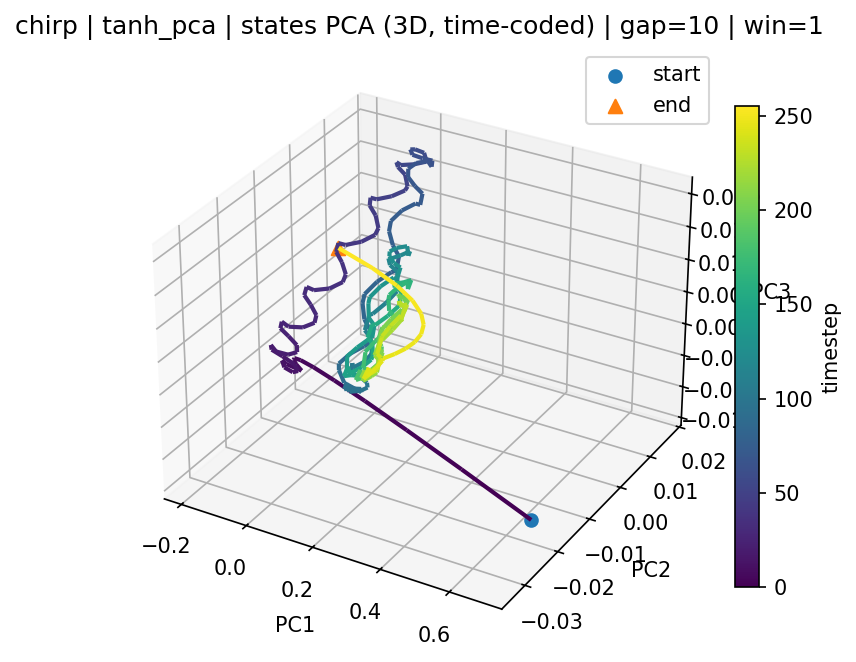 chirp | tanh_pca | states PCA (3D, time-coded) | gap=10 | win=1
start
end
250
200
150
100
50
0
timestep
PC3
0.02
0.01
0.00
−0.01
−0.02
−0.03
PC2
−0.2
0.0
0.2
0.4
0.6
PC1